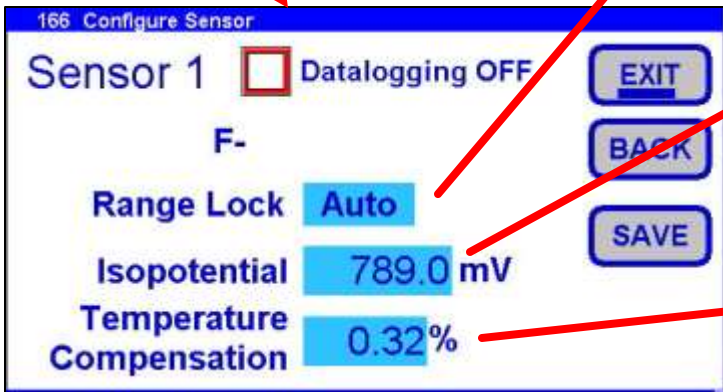 166 Configure Sensor
Sensor 1 Datalogging OFF
EXIT
F-
BACK
Range Lock Auto
SAVE
Isopotential 789.0 mV
Temperature
Compensation 0.32%